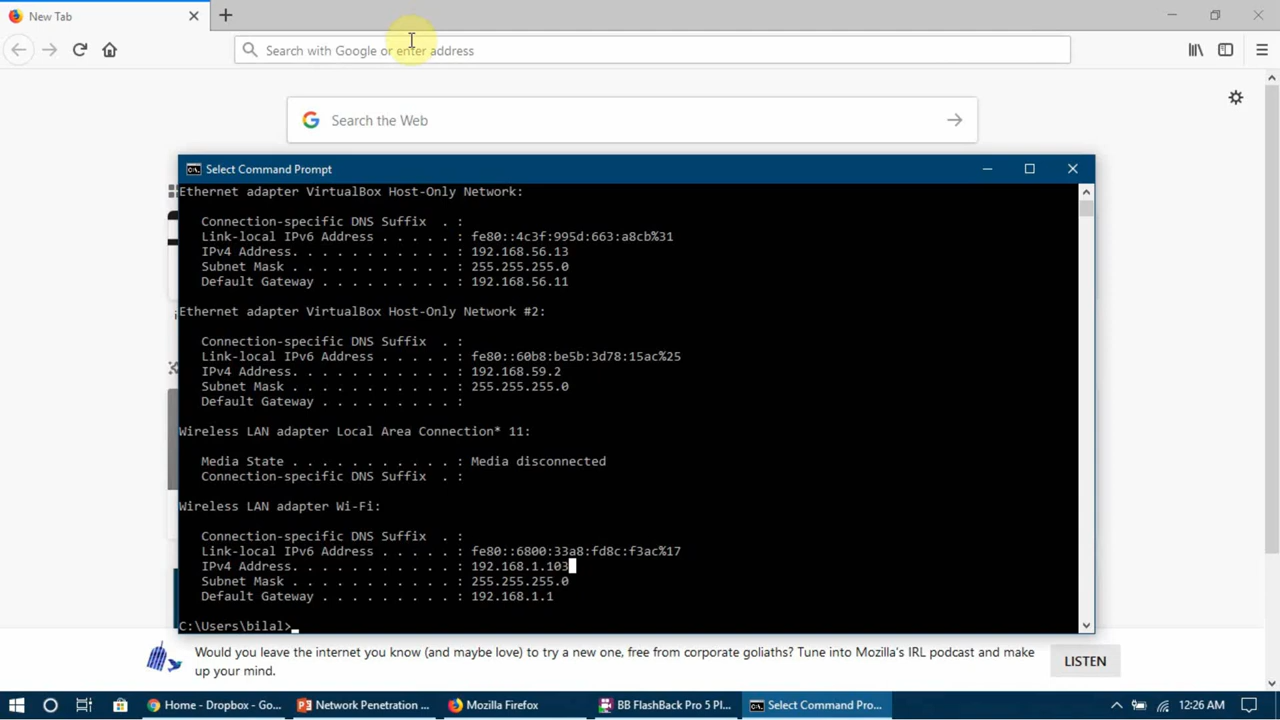 New Tab
Search with Google or enter address
Search the Web
Select Command Prompt
Ethernet adapter VirtualBox Host-Only Network:
Connection-specific DNS Suffix . :
Link-local IPv6 Address . . . . . : fe80::4c3f:995d:663:a8cb%31
IPv4 Address. . . . . . . . . . . : 192.168.56.13
Subnet Mask . . . . . . . . . . . : 255.255.255.0
Default Gateway . . . . . . . . . : 192.168.56.11
Ethernet adapter VirtualBox Host-Only Network #2:
Connection-specific DNS Suffix . :
Link-local IPv6 Address . . . . . : fe80::60b8:be5b:3d78:15ac%25
IPv4 Address. . . . . . . . . . . : 192.168.59.2
Subnet Mask . . . . . . . . . . . : 255.255.255.0
Default Gateway . . . . . . . . . :
Wireless LAN adapter Local Area Connection* 11:
Media State . . . . . . . . . . . : Media disconnected
Connection-specific DNS Suffix . :
Wireless LAN adapter Wi-Fi:
Connection-specific DNS Suffix . :
Link-local IPv6 Address . . . . . : fe80::6800:33a8:fd8c:f3ac%17
IPv4 Address. . . . . . . . . . . : 192.168.1.103
Subnet Mask . . . . . . . . . . . : 255.255.255.0
Default Gateway . . . . . . . . . : 192.168.1.1
C:\Users\bilal>
Would you leave the internet you know (and maybe love) to try a new one, free from corporate goliaths? Tune into Mozilla's IRL podcast and make
up your mind.
LISTEN
Home - Dropbox - Go...
Network Penetration ...
Mozilla Firefox
BB FlashBack Pro 5 Pl...
Select Command Pro...
12:26 AM